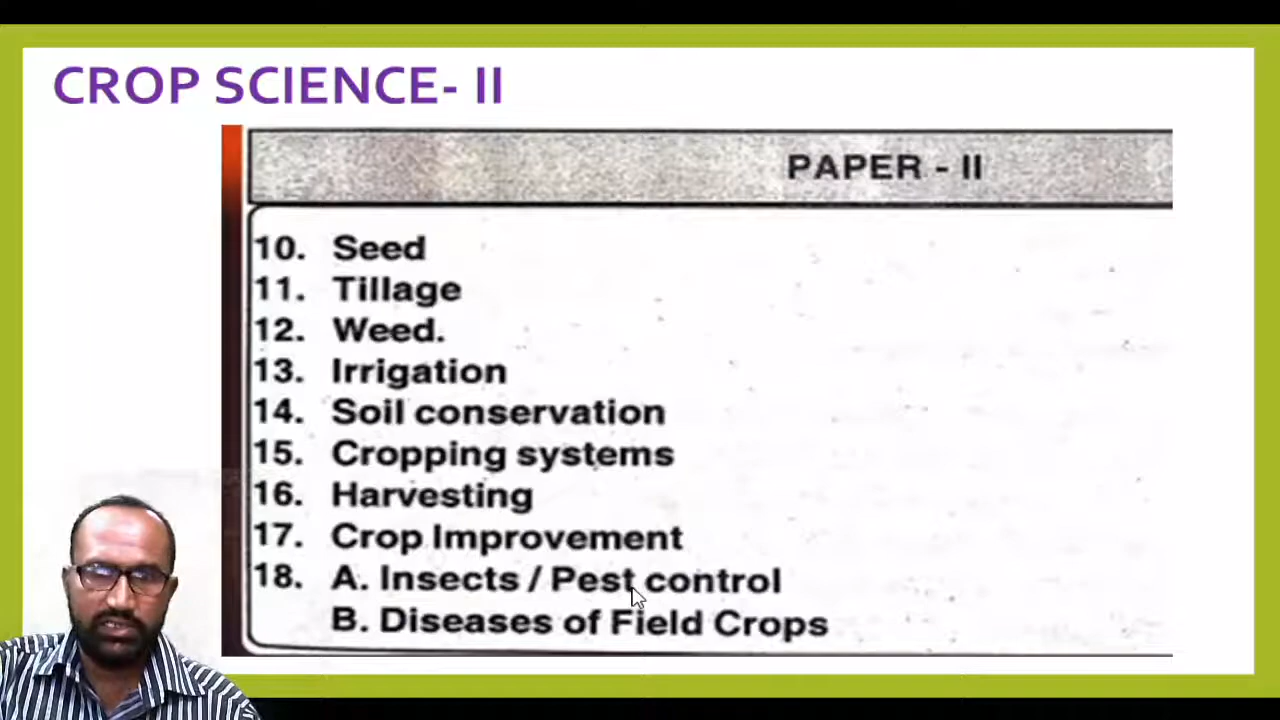 CROP SCIENCE- II
PAPER - II
10. Seed
11. Tillage
12. Weed.
13. Irrigation
14. Soil conservation
15. Cropping systems
16. Harvesting
17. Crop Improvement
18. A. Insects / Pest control
B. Diseases of Field Crops